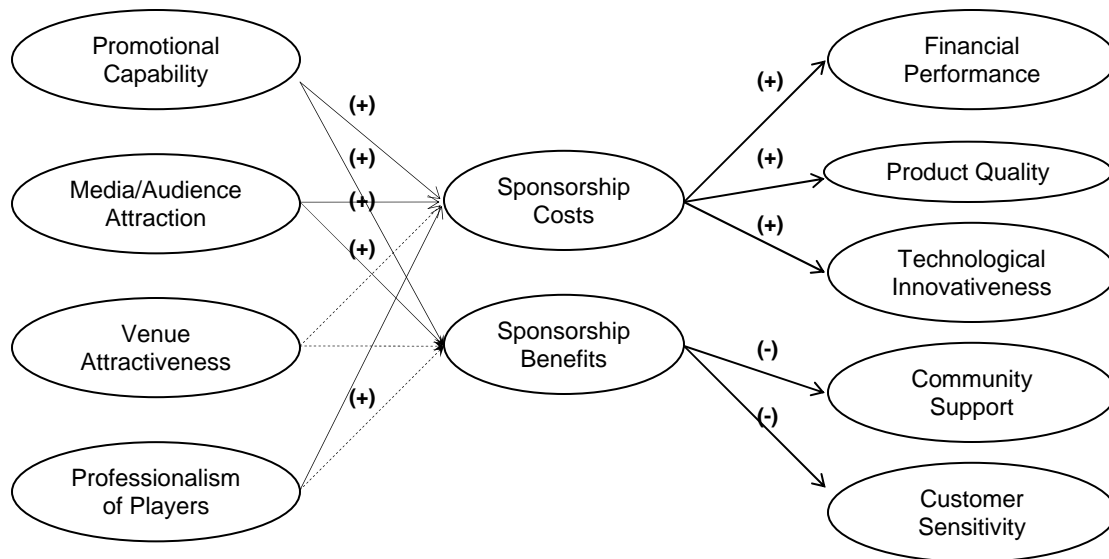 Promotional
Capability
Media/Audience
Attraction
Venue
Attractiveness
Professionalism
of Players
(+)
(+)
(+)
(+)
(+)
Sponsorship
Costs
Sponsorship
Benefits
(+)
(+)
(+)
(-)
(-)
Financial
Performance
Product Quality
Technological
Innovativeness
Community
Support
Customer
Sensitivity